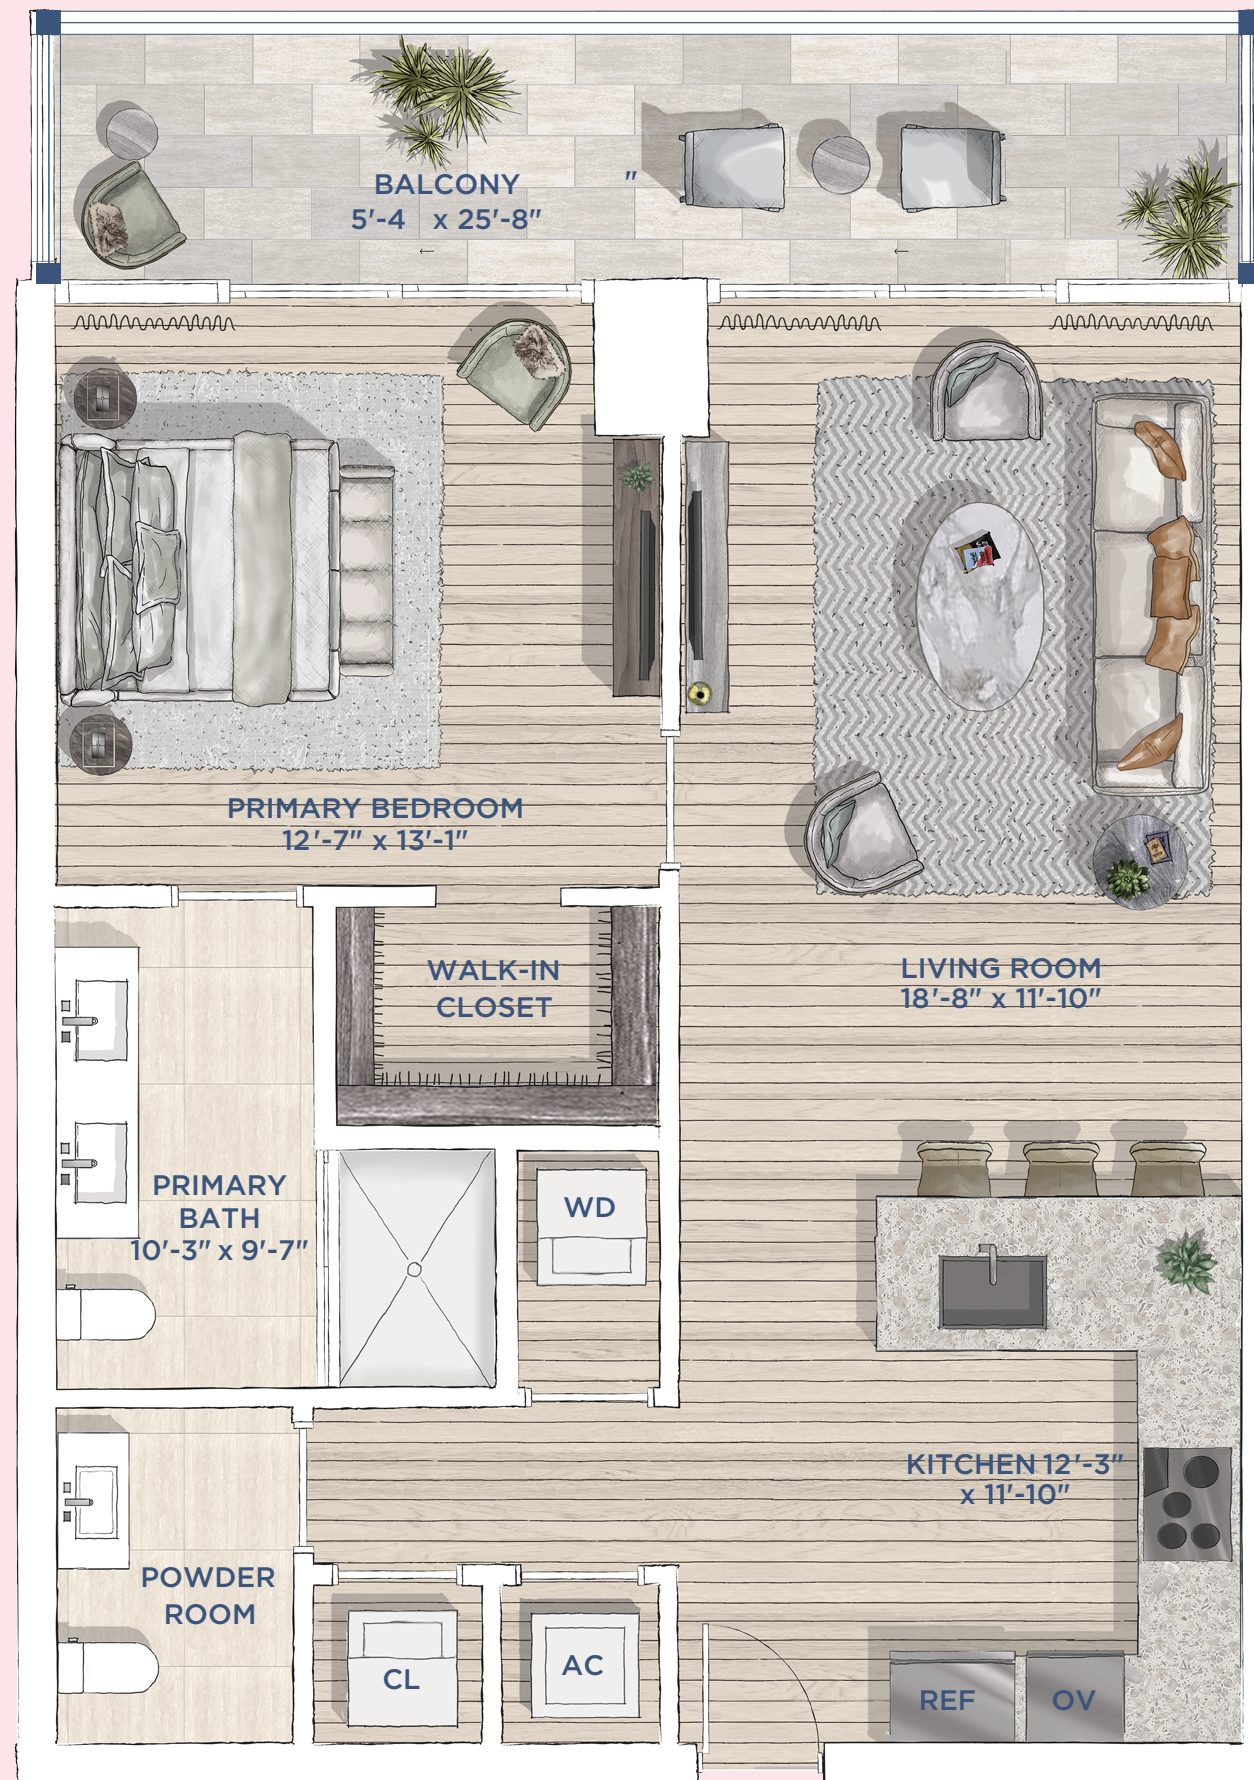 BALCONY "
5'-4 x 25'-8"
PRIMARY BEDROOM
12'-7" x 13'-1"
WALK-IN
CLOSET
LIVING ROOM
18'-8" x 11'-10"
PRIMARY
BATH
10'-3" x 9'-7"
WD
KITCHEN 12'-3"
x 11'-10"
POWDER
ROOM
CL
AC
REF
OV